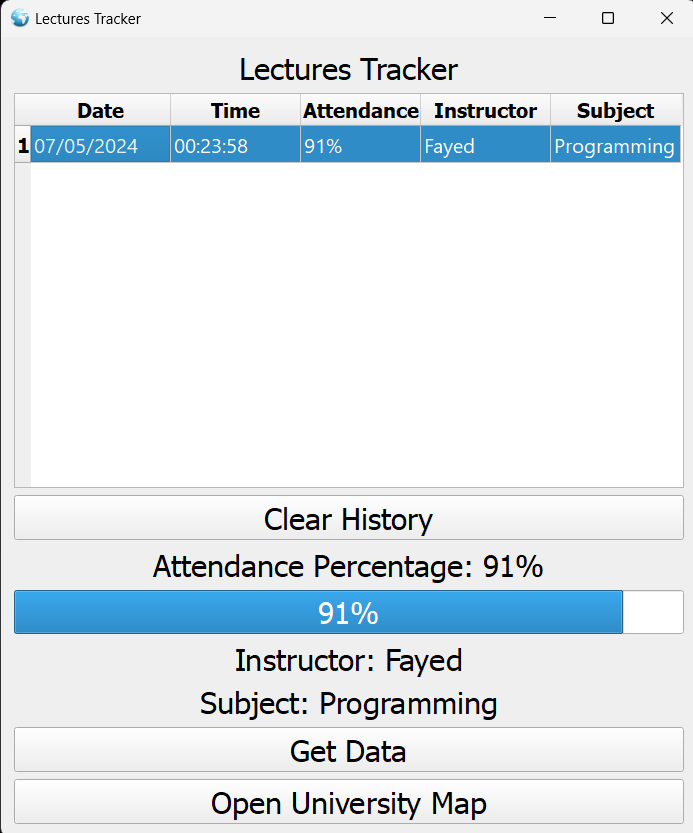 Lectures Tracker
Lectures Tracker
Date Time Attendance Instructor Subject
1 07/05/2024 00:23:58 91% Fayed Programming
Clear History
Attendance Percentage: 91%
91%
Instructor: Fayed
Subject: Programming
Get Data
Open University Map